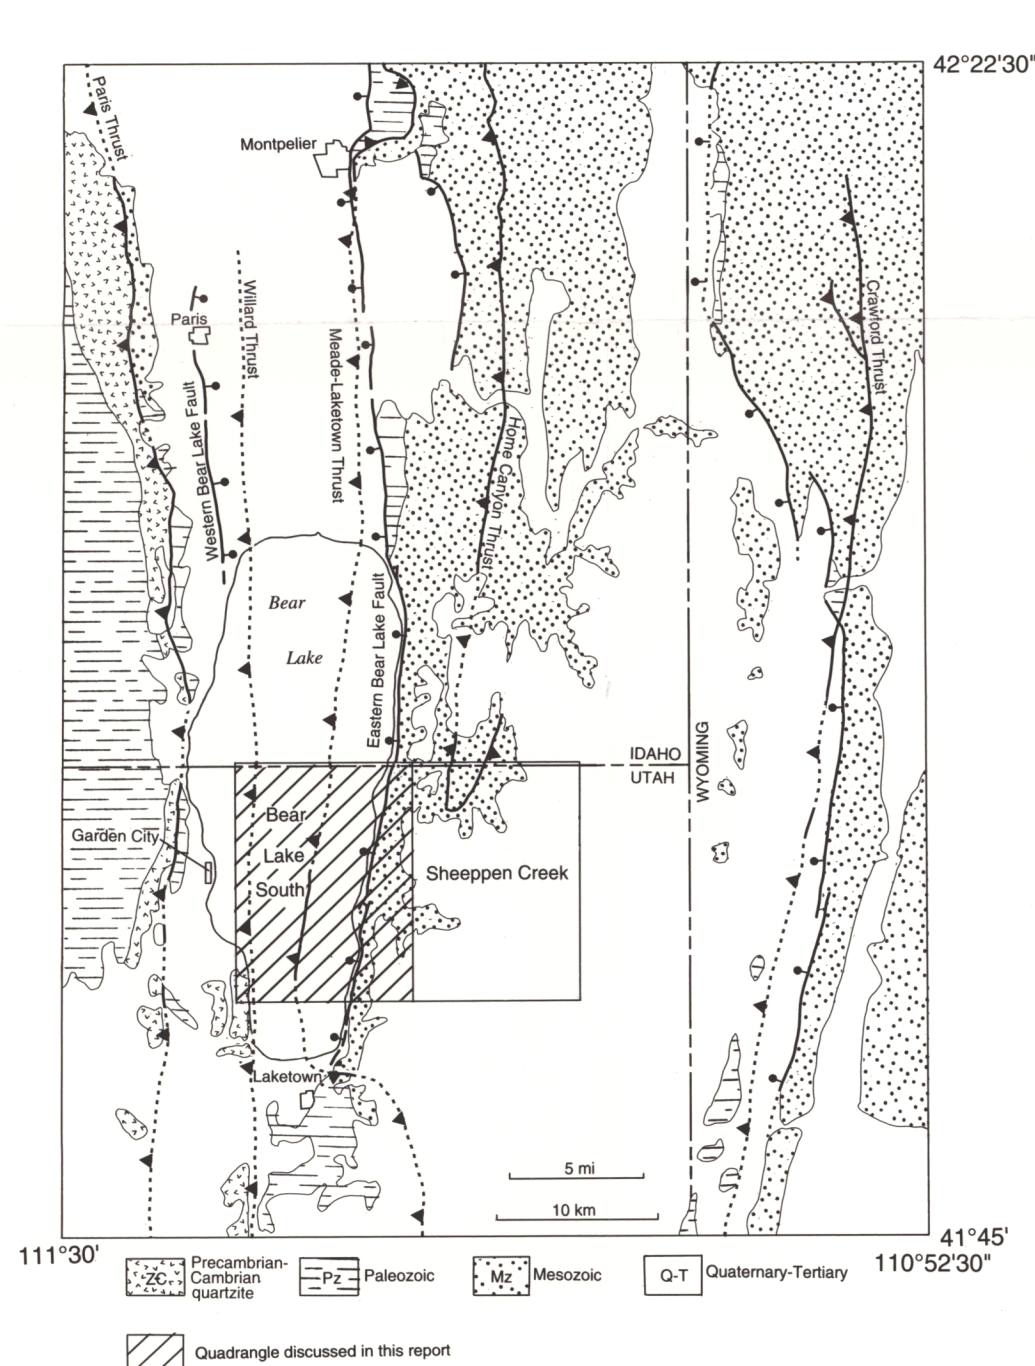 42°22'30"
Paris Thrust
Montpelier
Paris
Willard Thrust
Meade-Laketown Thrust
Crawford Thrust
Western Bear Lake Fault
Home Canyon Thrust
Bear
Lake
Eastern Bear Lake Fault
IDAHO
UTAH
WYOMING
Garden City
Bear
Lake
South
Sheeppen Creek
Laketown
5 mi
10 km
111°30'
41°45'
110°52'30"
ZC
Precambrian-
Cambrian
quartzite
Pz
Paleozoic
Mz
Mesozoic
Q-T
Quaternary-Tertiary
Quadrangle discussed in this report